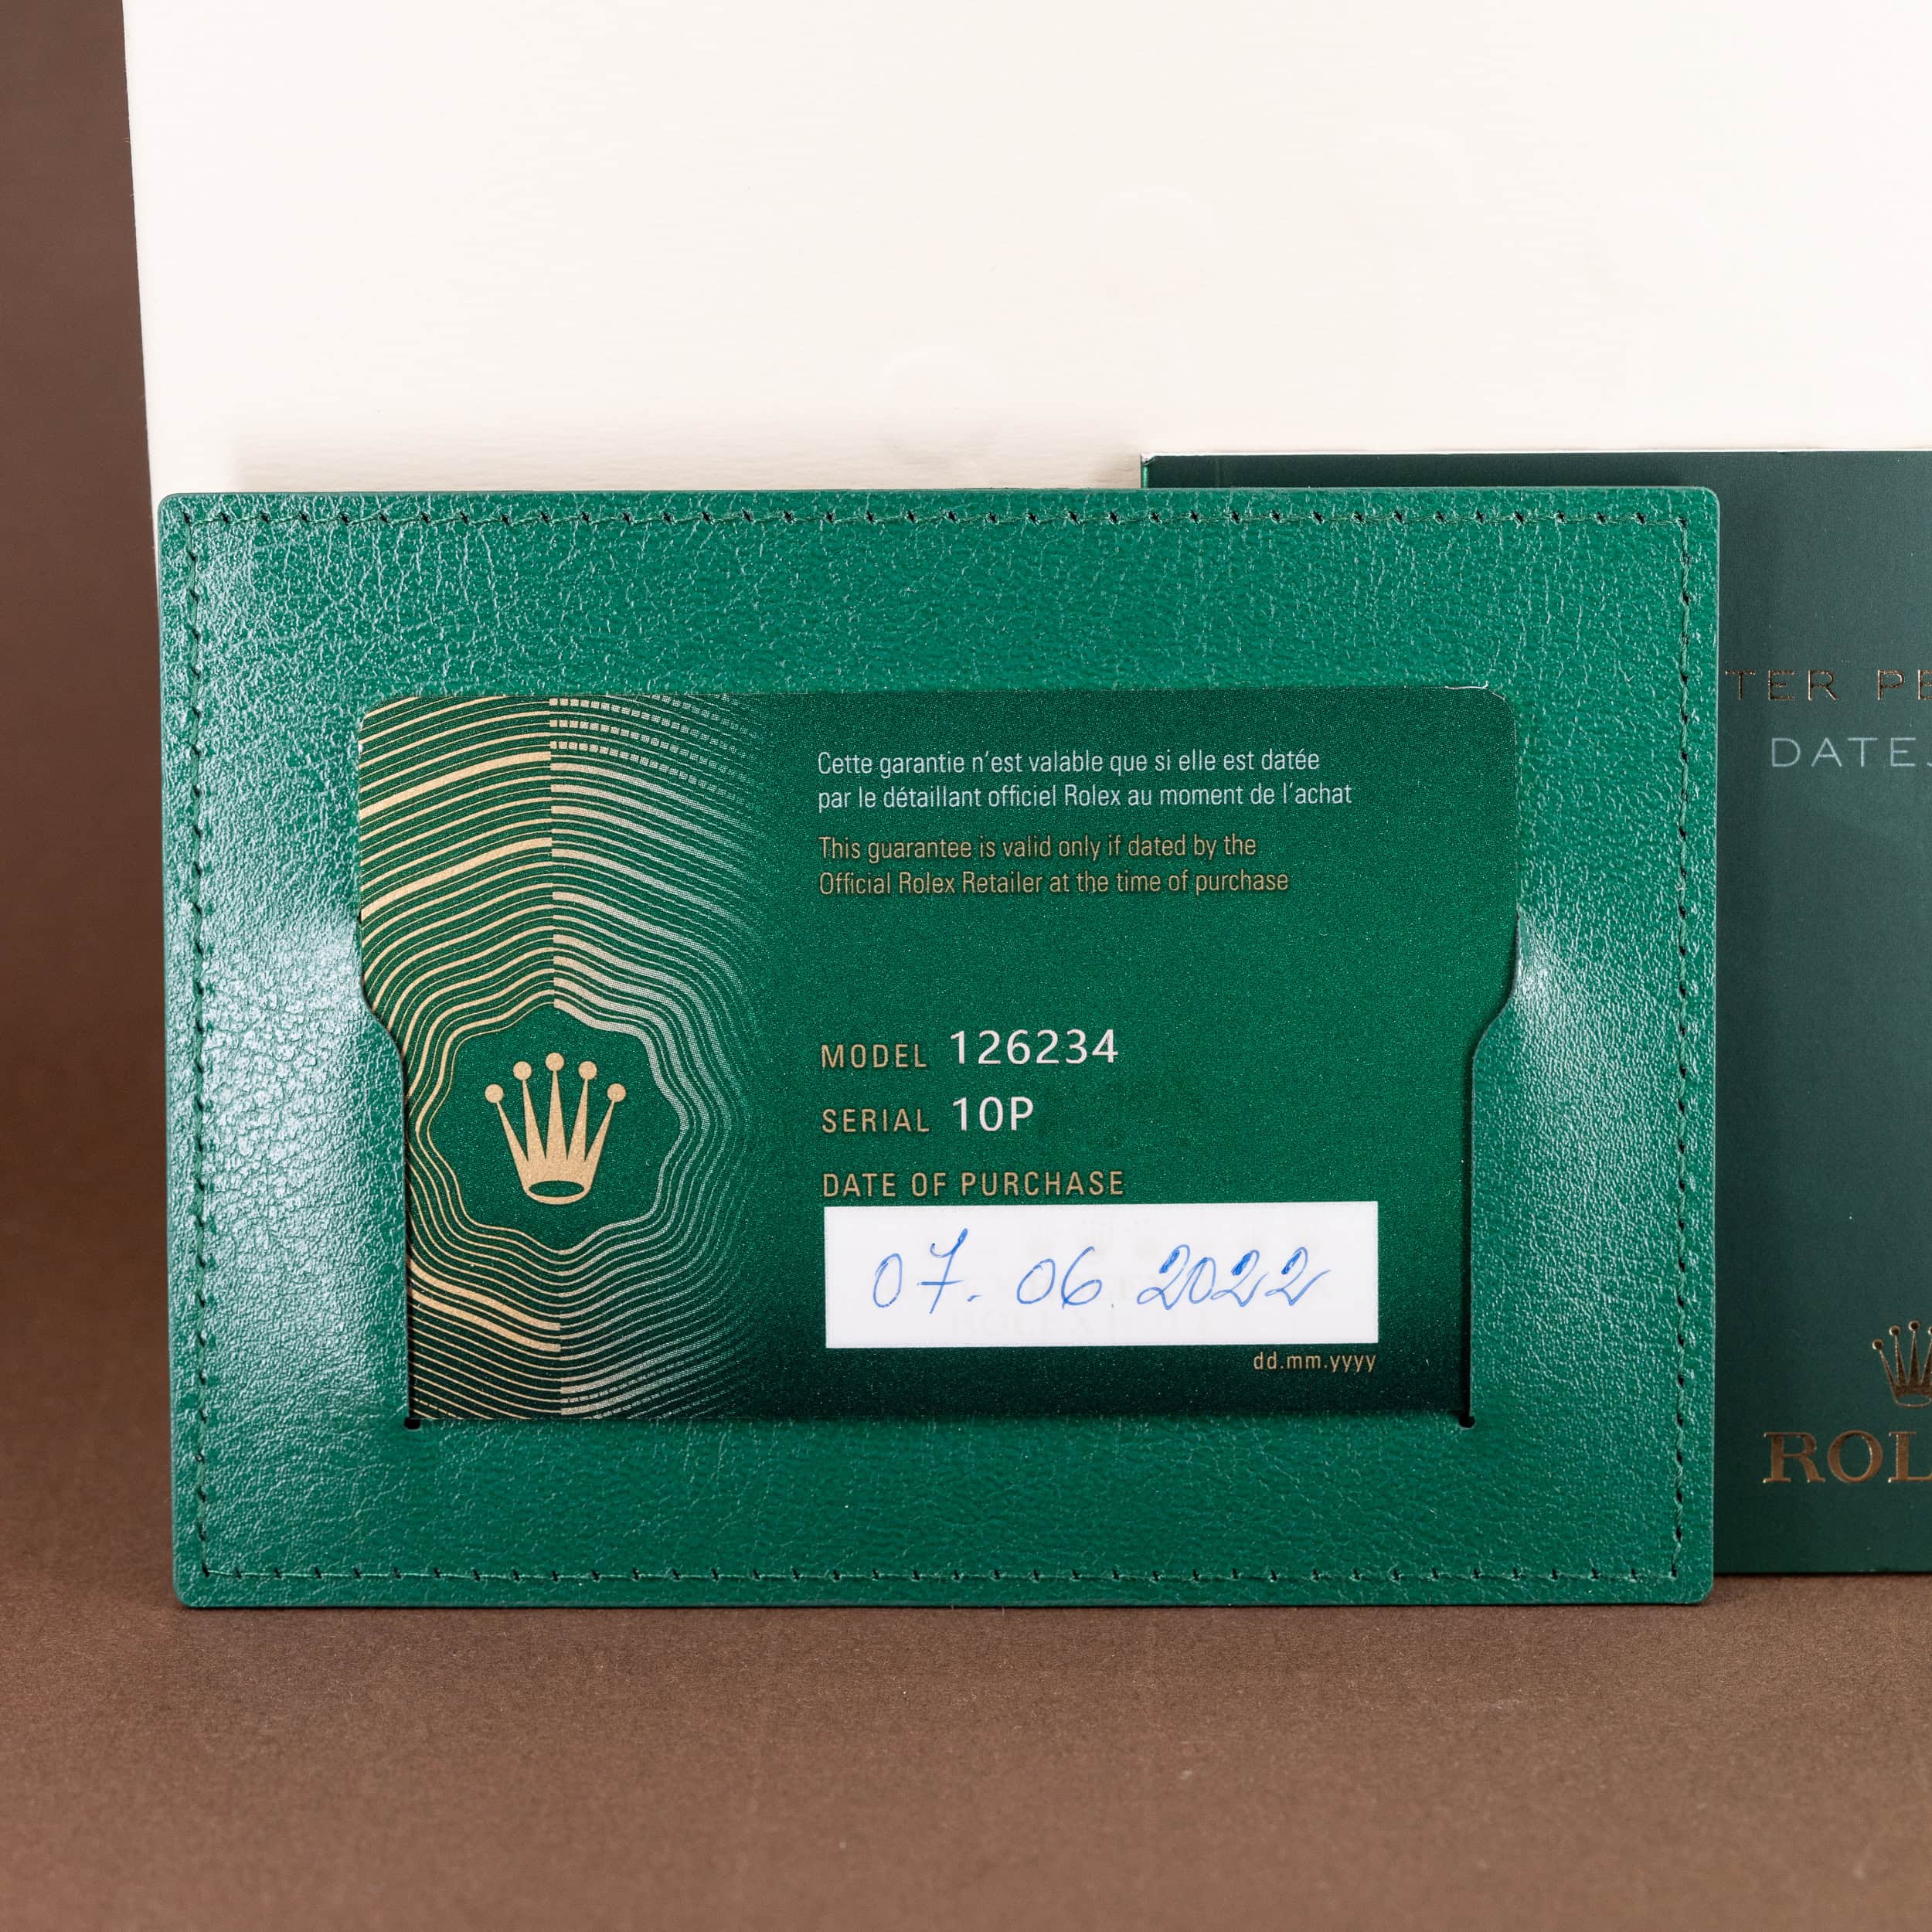 Cette garantie n'est valable que si elle est datée
par le détaillant officiel Rolex au moment de l'achat
This guarantee is valid only if dated by the
Official Rolex Retailer at the time of purchase
MODEL 126234
SERIAL 10P
DATE OF PURCHASE
07.06.2022
dd.mm.yyyy
TER PE
DATE
ROL